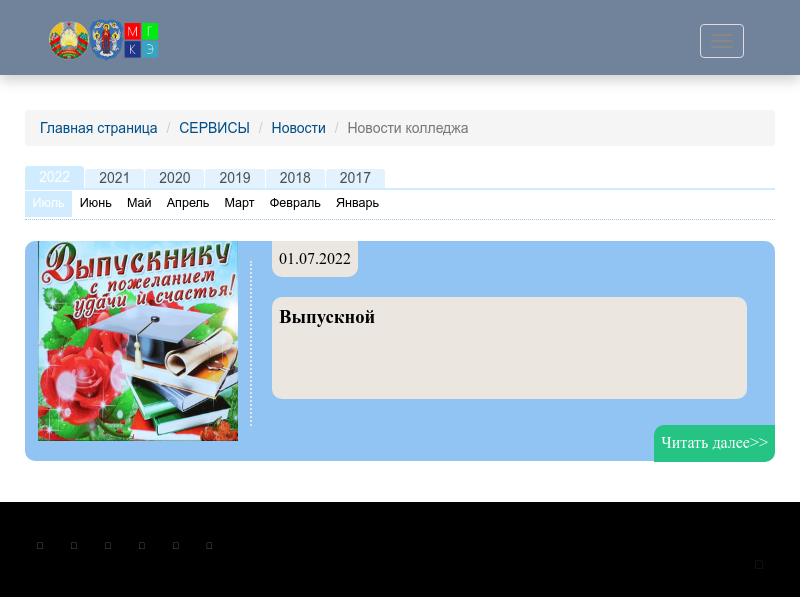 М Г
К Э
Главная страница / СЕРВИСЫ / Новости / Новости колледжа
2022 2021 2020 2019 2018 2017
Июль Июнь Май Апрель Март Февраль Январь
Выпускнику
с пожеланием
удачи и счастья!
01.07.2022
Выпускной
Читать далее>>